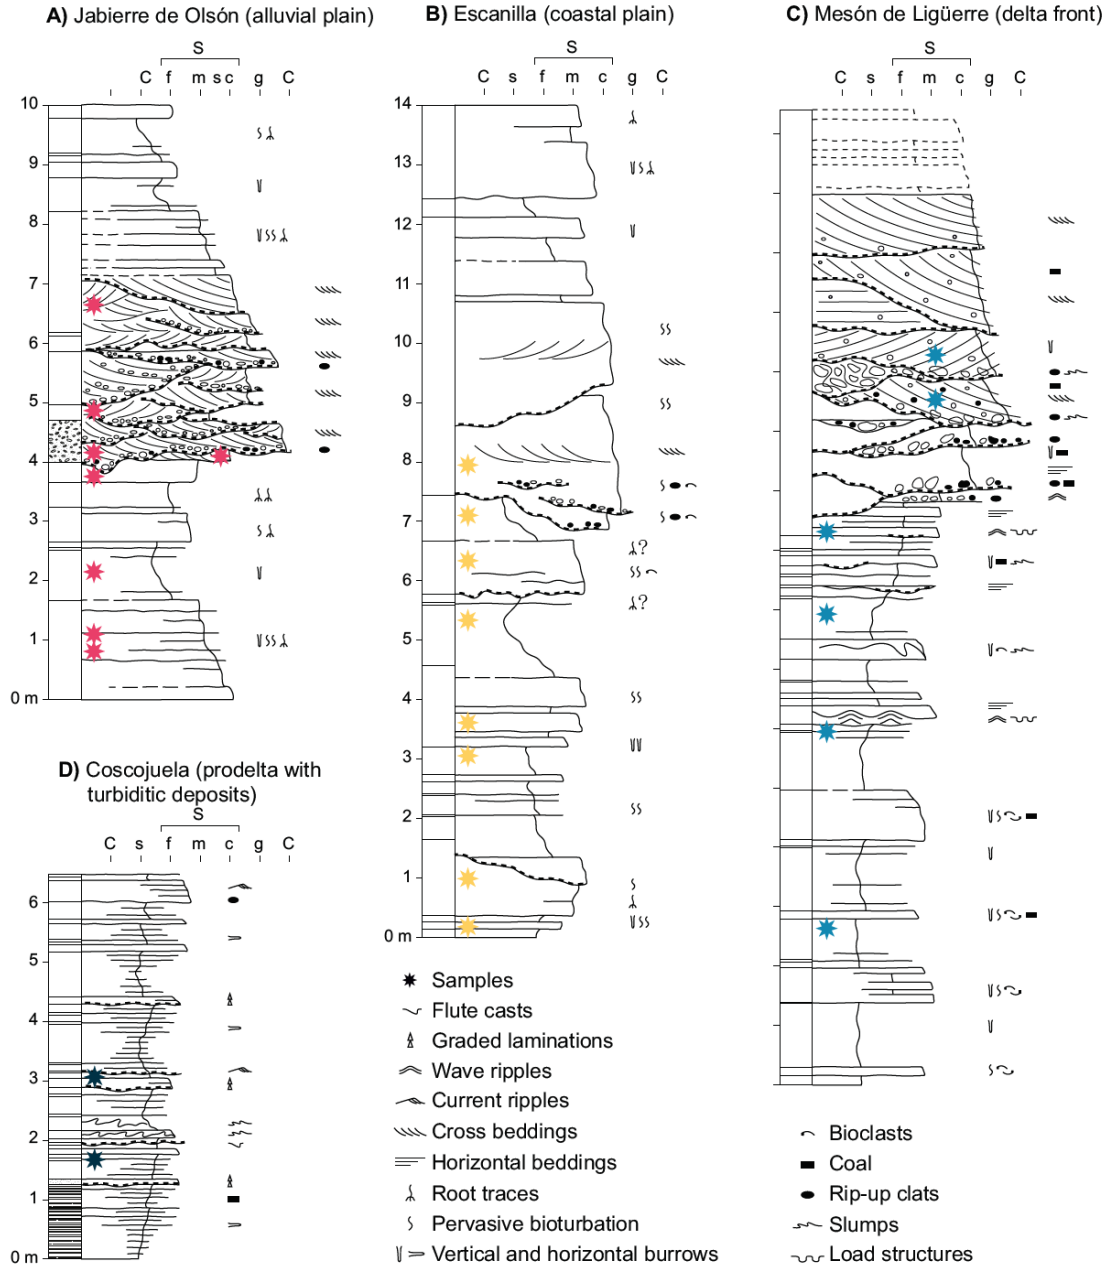 A) Jabierre de Olsón (alluvial plain)
S
C f m s c g C
10
9
8
7
6
5
4
3
2
1
0 m
B) Escanilla (coastal plain)
S
C s f m c g C
14
13
12
11
10
9
8
7
6
5
4
3
2
1
0 m
?
?
C) Mesón de Ligüerre (delta front)
S
C s f m c g C
D) Coscojuela (prodelta with
turbiditic deposits)
S
C s f m c g C
6
5
4
3
2
1
0 m
Samples
Flute casts
Graded laminations
Wave ripples
Current ripples
Cross beddings
Horizontal beddings
Root traces
Pervasive bioturbation
Vertical and horizontal burrows
Bioclasts
Coal
Rip-up clats
Slumps
Load structures